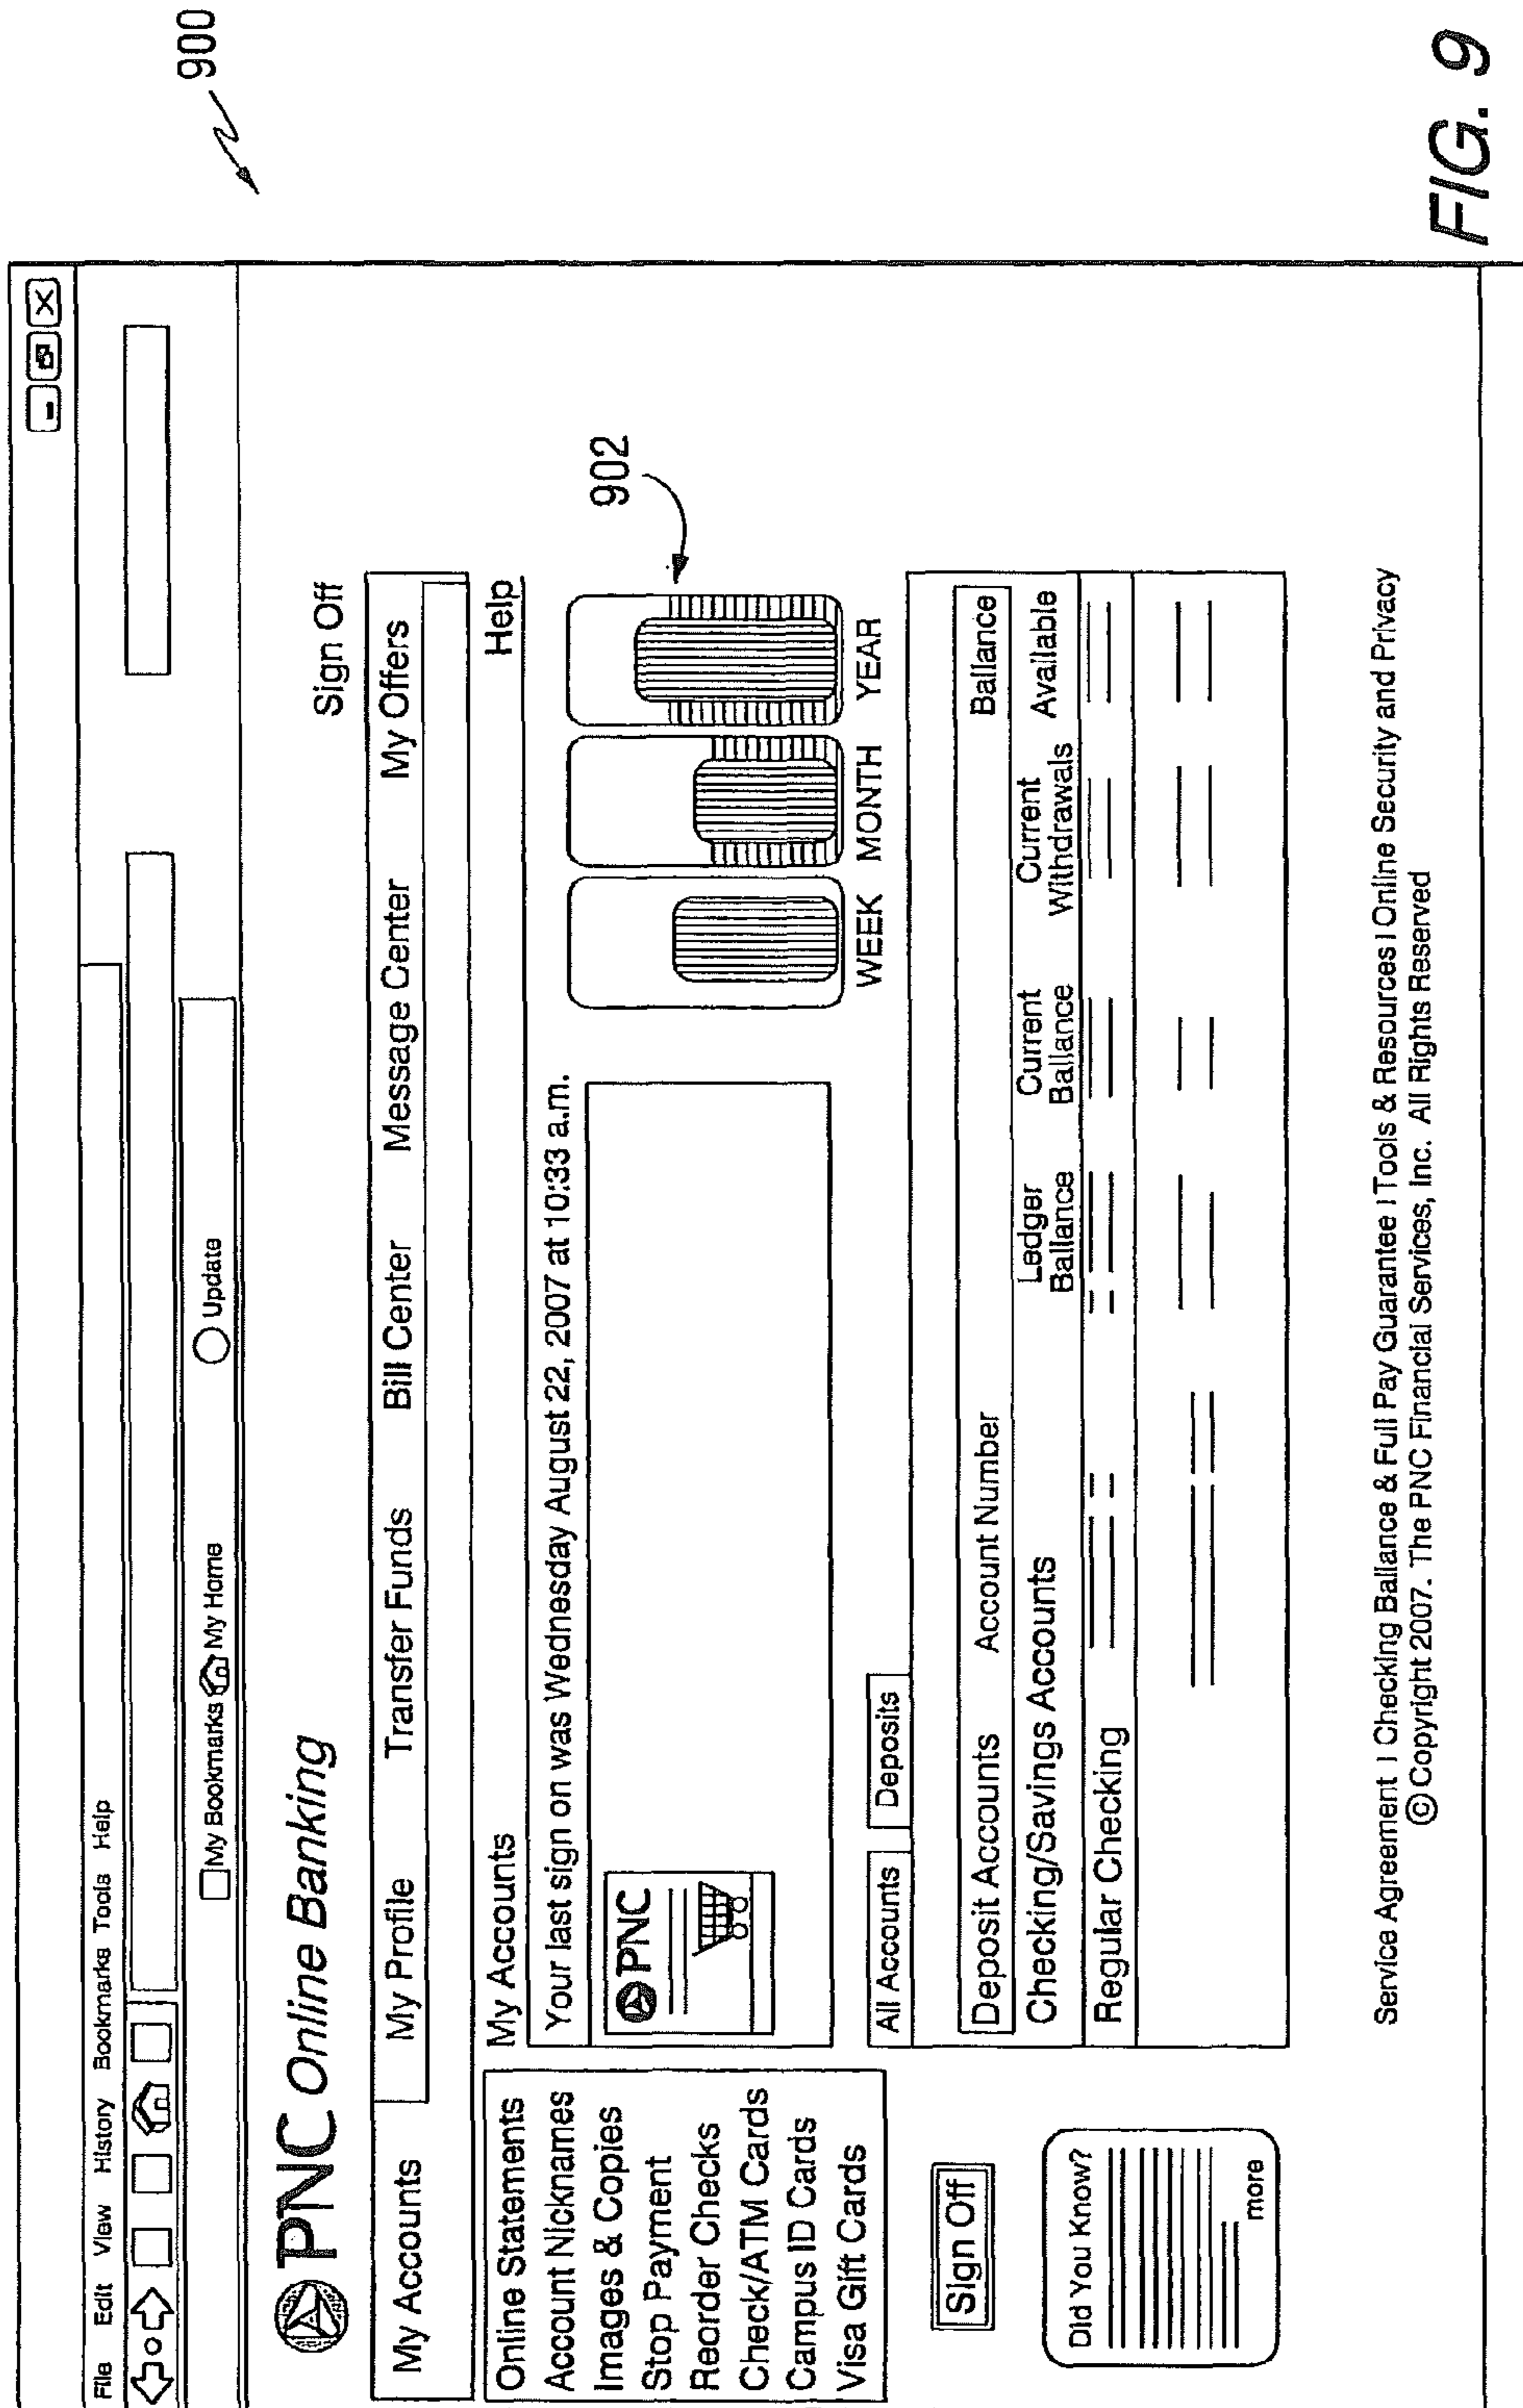 900
File Edit View History Bookmarks Tools Help
My Bookmarks My Home Update
PNC Online Banking
Sign Off
My Accounts My Profile Transfer Funds Bill Center Message Center My Offers
Online Statements
Account Nicknames
Images & Copies
Stop Payment
Reorder Checks
Check/ATM Cards
Campus ID Cards
Visa Gift Cards
Sign Off
Did You Know?
more
My Accounts Help
Your last sign on was Wednesday August 22, 2007 at 10:33 a.m.
PNC
902
WEEK MONTH YEAR
All Accounts Deposits
Deposit Accounts Account Number Ballance
Checking/Savings Accounts
Ledger Ballance
Current Ballance
Current Withdrawals
Available
Regular Checking
Service Agreement | Checking Ballance & Full Pay Guarantee | Tools & Resources | Online Security and Privacy
© Copyright 2007. The PNC Financial Services, Inc. All Rights Reserved
FIG. 9